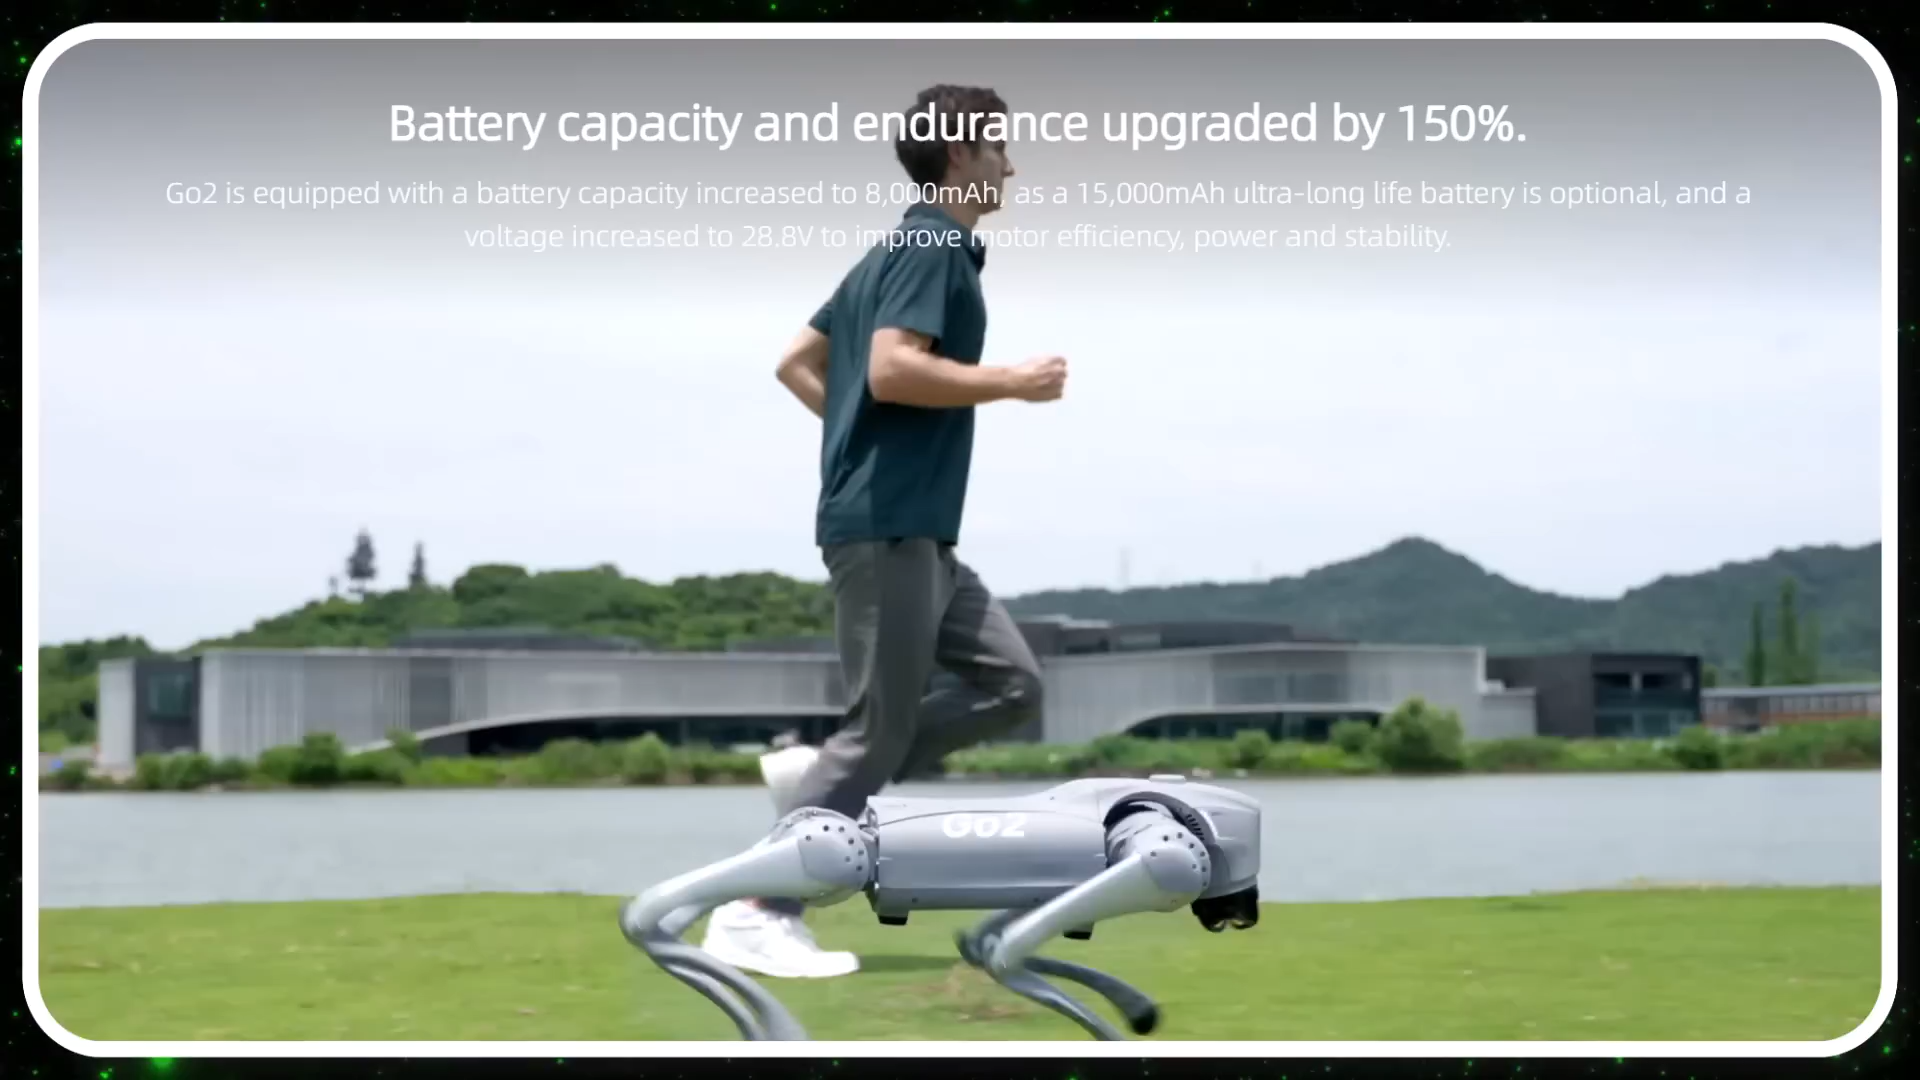 Battery capacity and endurance upgraded by 150%.
Go2 is equipped with a battery capacity increased to 8,000mAh, as a 15,000mAh ultra-long life battery is optional, and a
voltage increased to 28.8V to improve motor efficiency, power and stability.
Go2